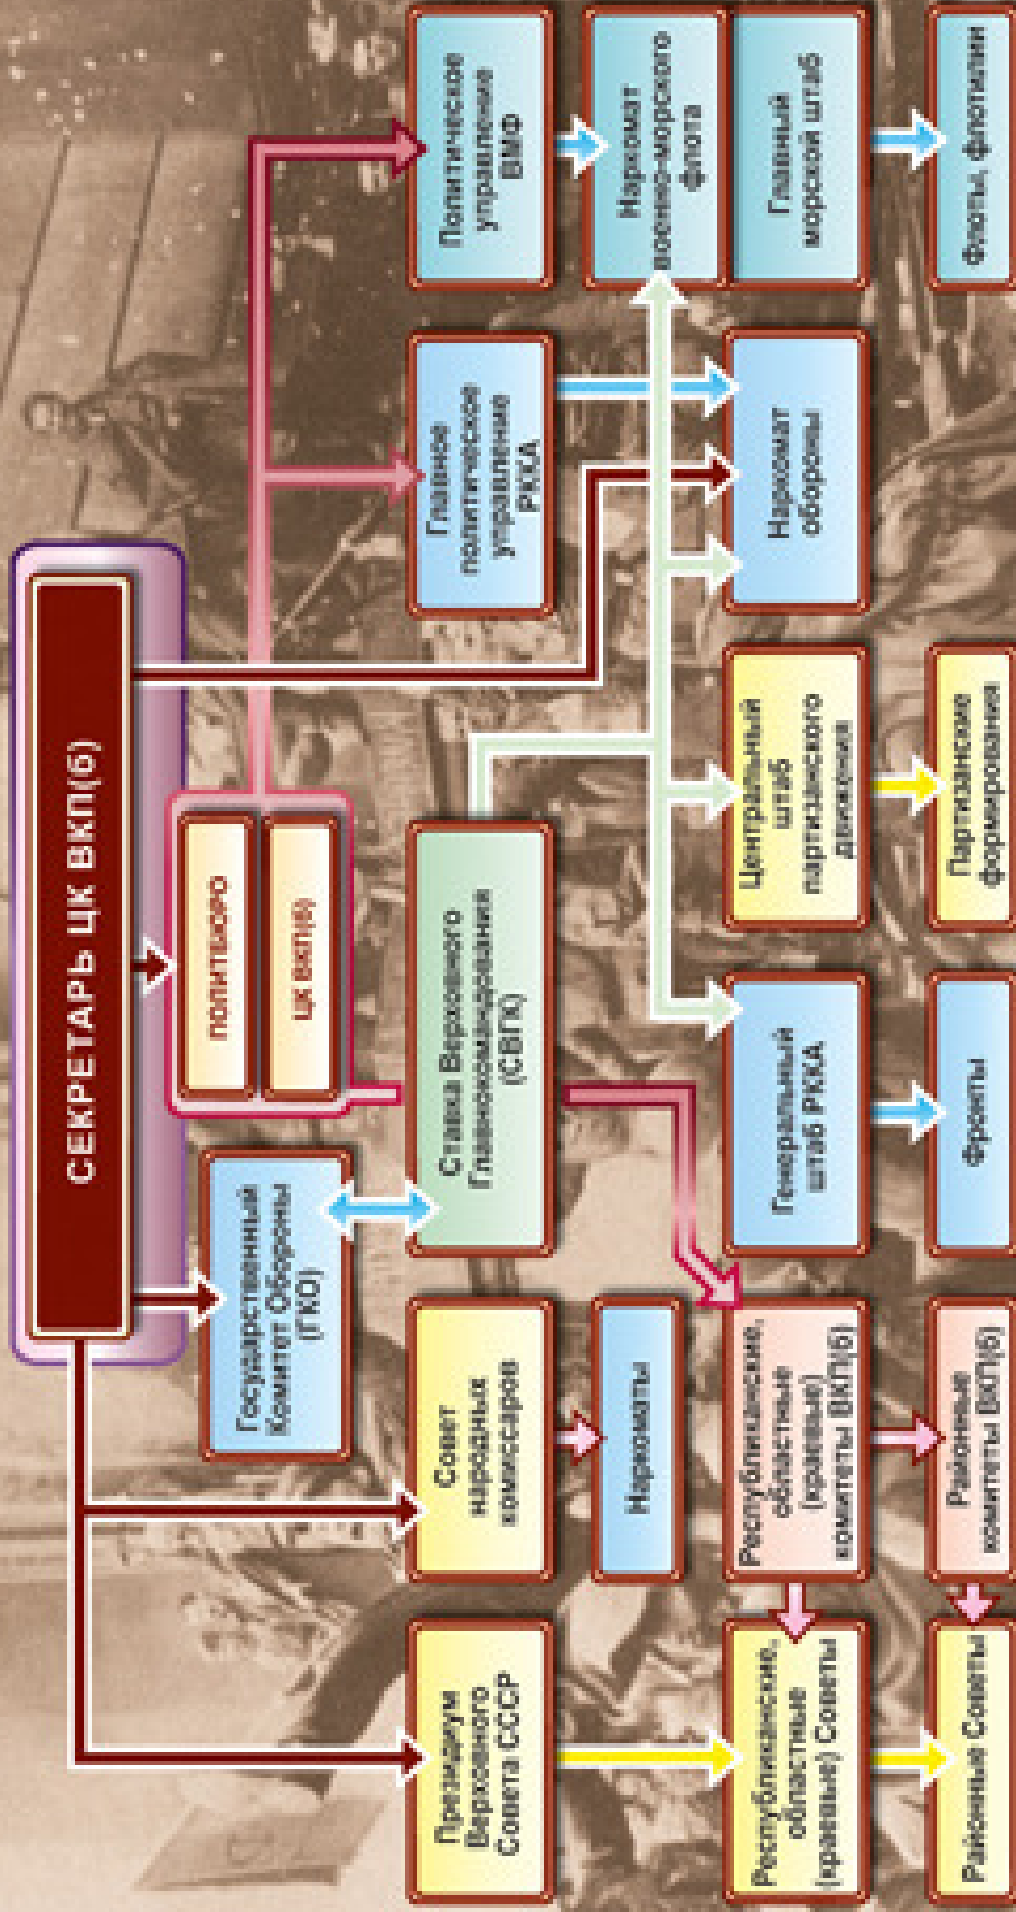 СЕКРЕТАРЬ ЦК ВКП(б)
ПОЛИТБЮРО
ЦК ВКП(б)
Государственный
Комитет Обороны
(ГКО)
Президиум
Верховного
Совета СССР
Совет
народных
комиссаров
Ставка Верховного
Главнокомандования
(СВГК)
Главное
политическое
управление
РККА
Политическое
управление
ВМФ
Наркоматы
Наркомат
военно-морского
флота
Республиканские,
областные
(краевые) Советы
Республиканские,
областные
(краевые)
комитеты ВКП(б)
Генеральный
штаб РККА
Центральный
штаб
партизанского
движения
Наркомат
обороны
Главный
морской штаб
Районные Советы
Районные
комитеты ВКП(б)
Фронты
Партизанские
формирования
Флоты, флотилии